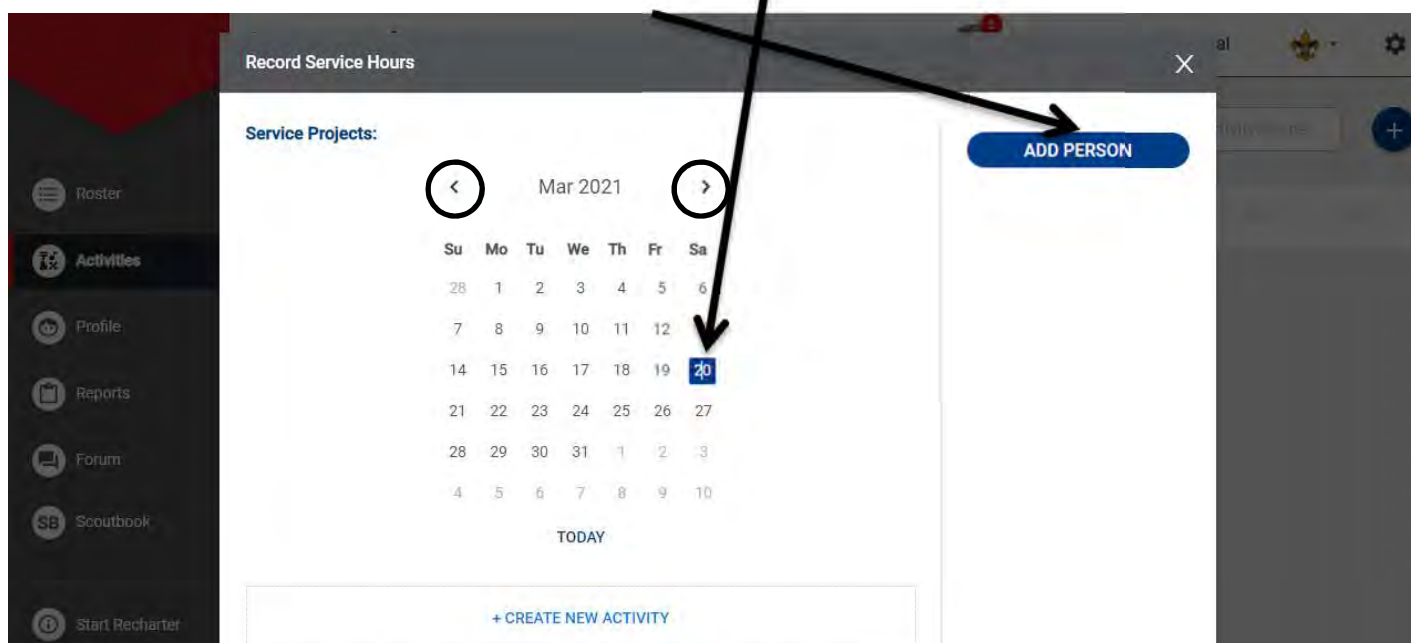 al
Record Service Hours
X
Service Projects:
ADD PERSON
Roster
< Mar 2021 >
Su Mo Tu We Th Fr Sa
Activities
28 1 2 3 4 5 6
Profile
7 8 9 10 11 12
14 15 16 17 18 19 20
Reports
21 22 23 24 25 26 27
Forum
28 29 30 31 1 2 3
4 5 6 7 8 9 10
SB Scoutbook
TODAY
+ CREATE NEW ACTIVITY
Start Recharter